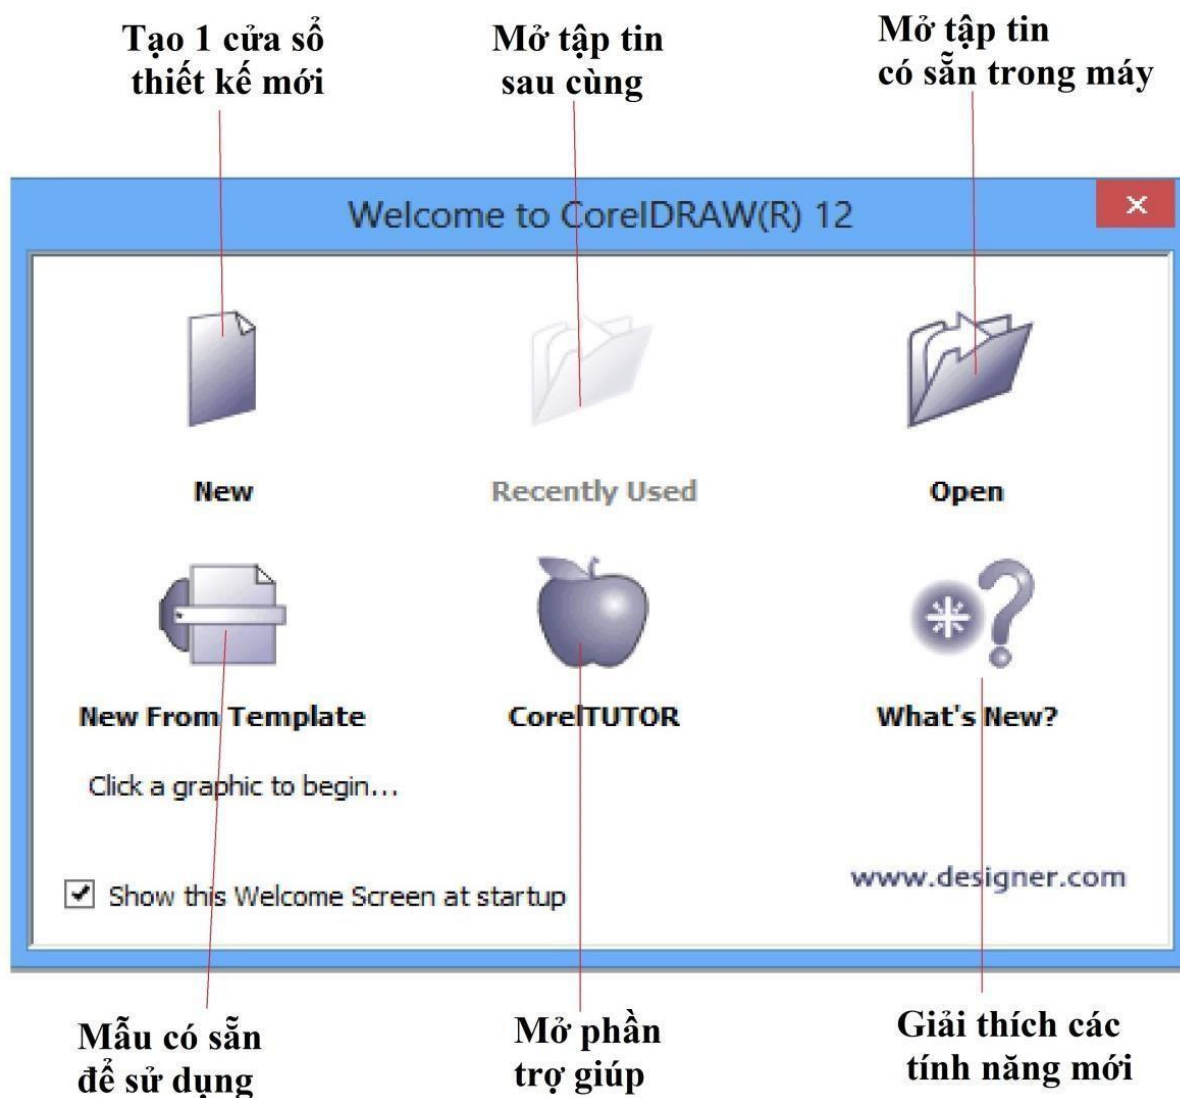 Tạo 1 cửa sổ
thiết kế mới
Mở tập tin
sau cùng
Mở tập tin
có sẵn trong máy
Welcome to CorelDRAW(R) 12
New
Recently Used
Open
New From Template
CorelTUTOR
What's New?
Click a graphic to begin...
Show this Welcome Screen at startup
www.designer.com
Mẫu có sẵn
để sử dụng
Mở phần
trợ giúp
Giải thích các
tính năng mới